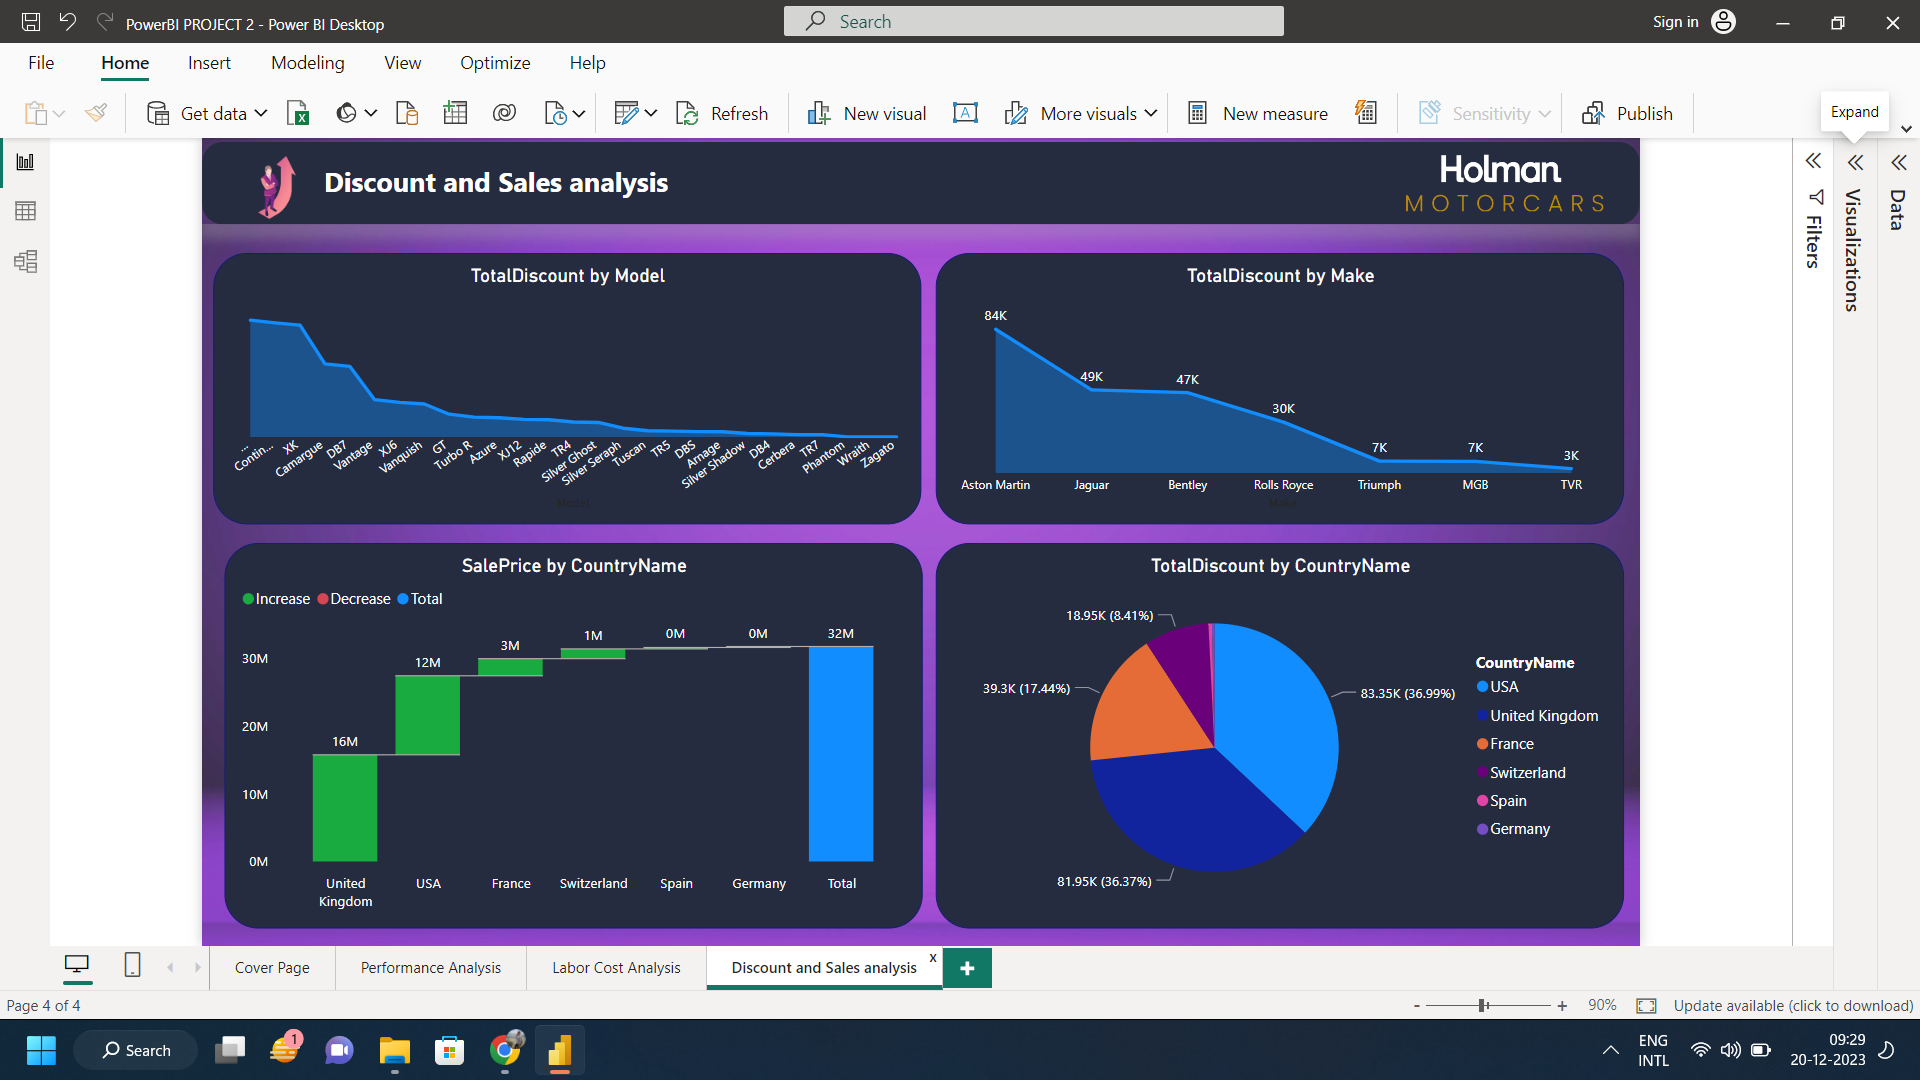 PowerBI PROJECT 2 - Power BI Desktop
Search
Sign in
File Home Insert Modeling View Optimize Help
Get data
Refresh
New visual
More visuals
New measure
Sensitivity
Publish
Expand
Discount and Sales analysis
Holman
MOTORCARS
Filters
Visualizations
Data
TotalDiscount by Model
...
Contin...
XK
Camargue
DB7
Vantage
XJ6
Vanquish
GT
Turbo R
Azure
XJ12
Rapide
TR4
Silver Ghost
Silver Seraph
Tuscan
TR5
DBS
Arnage
Silver Shadow
DB4
Cerbera
TR7
Phantom
Wraith
Zagato
TotalDiscount by Make
84K
49K
47K
30K
7K
7K
3K
Aston Martin Jaguar Bentley Rolls Royce Triumph MGB TVR
SalePrice by CountryName
Increase Decrease Total
30M
20M
10M
0M
16M
12M
3M
1M
0M
0M
32M
United Kingdom
USA
France
Switzerland
Spain
Germany
Total
TotalDiscount by CountryName
18.95K (8.41%)
39.3K (17.44%)
83.35K (36.99%)
81.95K (36.37%)
CountryName
USA
United Kingdom
France
Switzerland
Spain
Germany
Cover Page
Performance Analysis
Labor Cost Analysis
Discount and Sales analysis
x
+
Page 4 of 4
- + 90%
Update available (click to download)
Search
1
ENG
INTL
09:29
20-12-2023